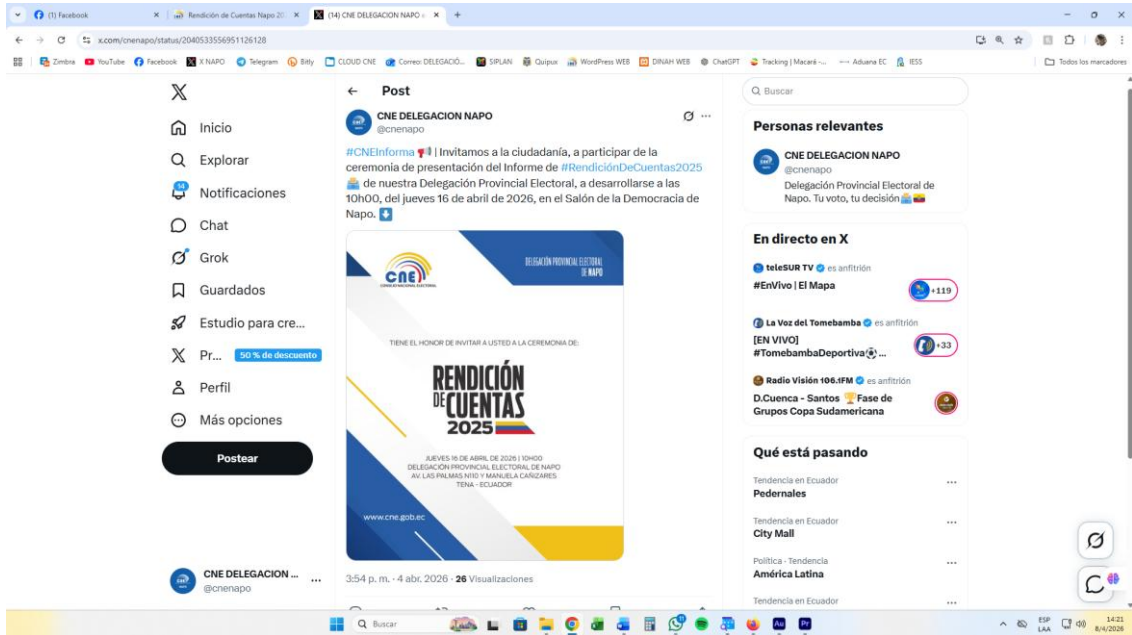 (1) Facebook
Rendición de Cuentas Napo 20
(14) CNE DELEGACION NAPO
x.com/cnenapo/status/2040533556951126128
Zimbra
YouTube
Facebook
X NAPO
Telegram
Bitly
CLOUD CNE
Correo: DELEGACIÓ...
SIPLAN
Quipux
WordPress WEB
DINAH WEB
ChatGPT
Tracking | Macará -...
Aduana EC
IESS
Todos los marcadores
Inicio
Explorar
14
Notificaciones
Chat
Grok
Guardados
Estudio para cre...
Pr...
50 % de descuento
Perfil
Más opciones
Postear
CNE DELEGACION ...
@cnenapo
Post
CNE DELEGACION NAPO
@cnenapo
#CNEInforma | Invitamos a la ciudadanía, a participar de la
ceremonia de presentación del Informe de #RendiciónDeCuentas2025
de nuestra Delegación Provincial Electoral, a desarrollarse a las
10h00, del jueves 16 de abril de 2026, en el Salón de la Democracia de
Napo.
CNE
CONSEJO NACIONAL ELECTORAL
DELEGACIÓN PROVINCIAL ELECTORAL
DE NAPO
TIENE EL HONOR DE INVITAR A USTED A LA CEREMONIA DE:
RENDICIÓN
DE CUENTAS
2025
JUEVES 16 DE ABRIL DE 2026 | 10H00
DELEGACIÓN PROVINCIAL ELECTORAL DE NAPO
AV. LAS PALMAS N110 Y MANUELA CAÑIZARES
TENA - ECUADOR
www.cne.gob.ec
3:54 p. m. · 4 abr. 2026 · 26 Visualizaciones
Buscar
Personas relevantes
CNE DELEGACION NAPO
@cnenapo
Delegación Provincial Electoral de
Napo. Tu voto, tu decisión
En directo en X
teleSUR TV es anfitrión
#EnVivo | El Mapa
+119
La Voz del Tomebamba es anfitrión
[EN VIVO]
#TomebambaDeportiva ...
+33
Radio Visión 106.1FM es anfitrión
D.Cuenca - Santos Fase de
Grupos Copa Sudamericana
Qué está pasando
Tendencia en Ecuador
Pedernales
Tendencia en Ecuador
City Mall
Política · Tendencia
América Latina
Tendencia en Ecuador
Buscar
ESP
LAA
14:21
8/4/2026